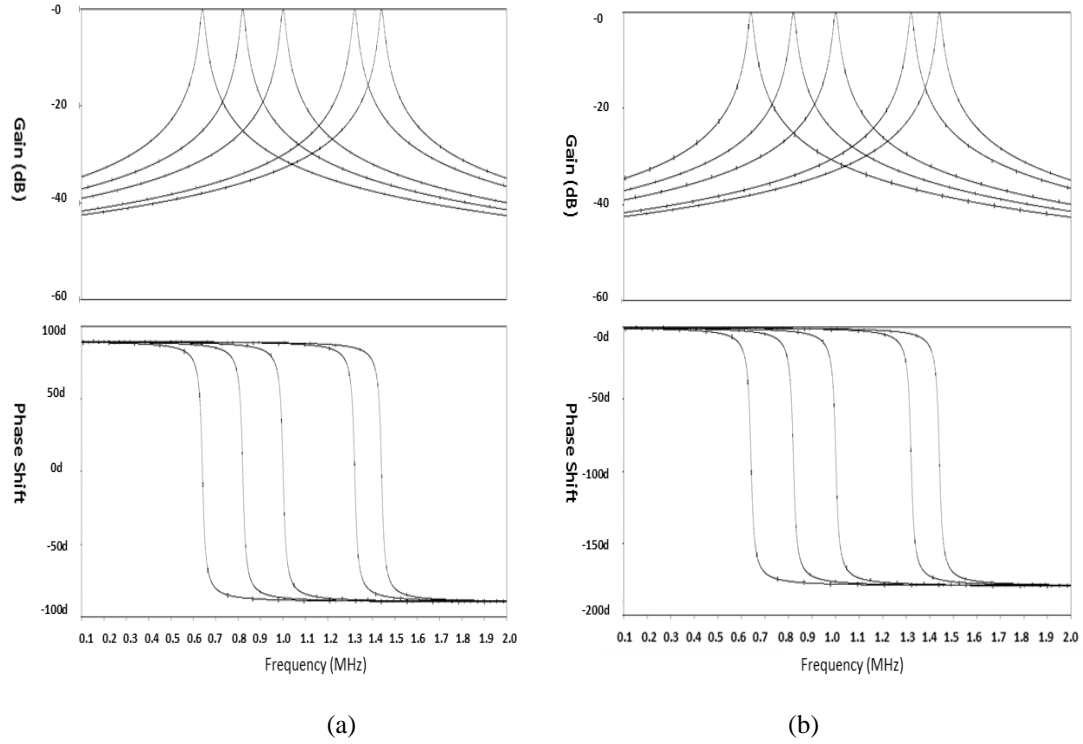 -0
-20
-40
-60
Gain (dB)
100d
50d
0d
-50d
-100d
Phase Shift
0.1 0.2 0.3 0.4 0.5 0.6 0.7 0.8 0.9 1.0 1.1 1.2 1.3 1.4 1.5 1.6 1.7 1.8 1.9 2.0
Frequency (MHz)
(a)
-0
-20
-40
-60
Gain (dB)
-0d
-50d
-100d
-150d
-200d
Phase Shift
0.1 0.2 0.3 0.4 0.5 0.6 0.7 0.8 0.9 1.0 1.1 1.2 1.3 1.4 1.5 1.6 1.7 1.8 1.9 2.0
Frequency (MHz)
(b)